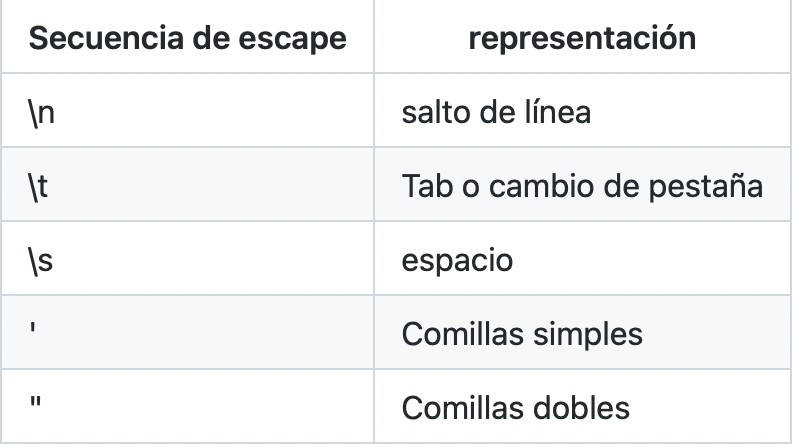 Secuencia de escape representación
\n salto de línea
\t Tab o cambio de pestaña
\s espacio
' Comillas simples
" Comillas dobles